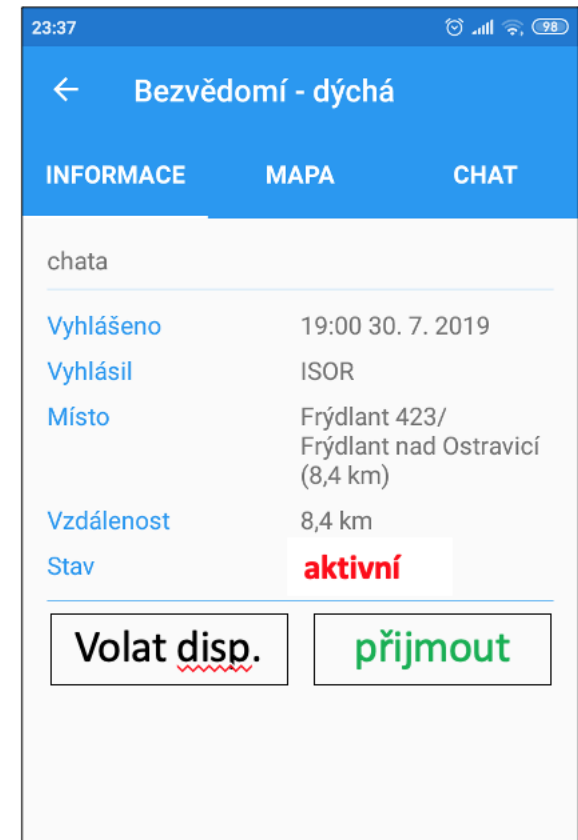 23:37 98
Bezvědomí - dýchá
INFORMACE MAPA CHAT
chata
Vyhlášeno 19:00 30. 7. 2019
Vyhlásil ISOR
Místo Frýdlant 423/
Frýdlant nad Ostravicí
(8,4 km)
Vzdálenost 8,4 km
Stav aktivní
Volat disp. přijmout